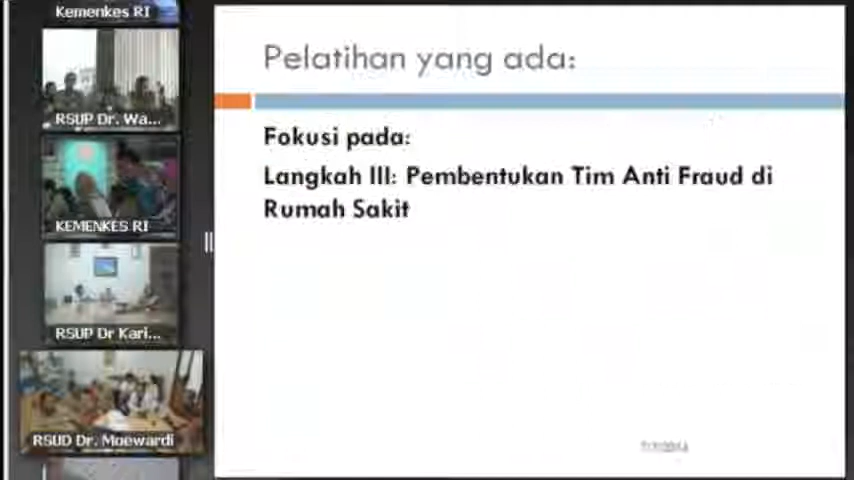 Kemenkes RI
RSUP Dr. Wa...
KEMENKES RI
RSUP Dr Kari...
RSUD Dr. Moewardi
Pelatihan yang ada:
Fokusi pada:
Langkah III: Pembentukan Tim Anti Fraud di
Rumah Sakit